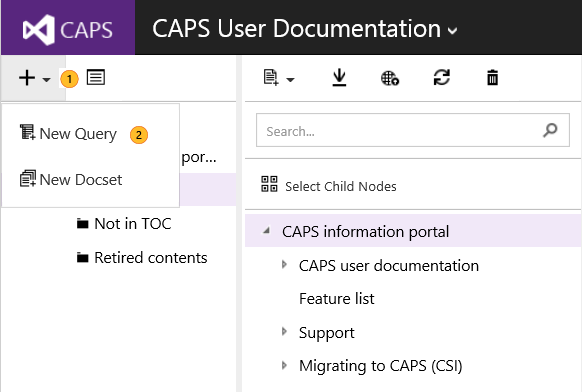 CAPS
CAPS User Documentation
1
Search...
New Query
2
por...
New Docset
Select Child Nodes
Not in TOC
Retired contents
CAPS information portal
CAPS user documentation
Feature list
Support
Migrating to CAPS (CSI)